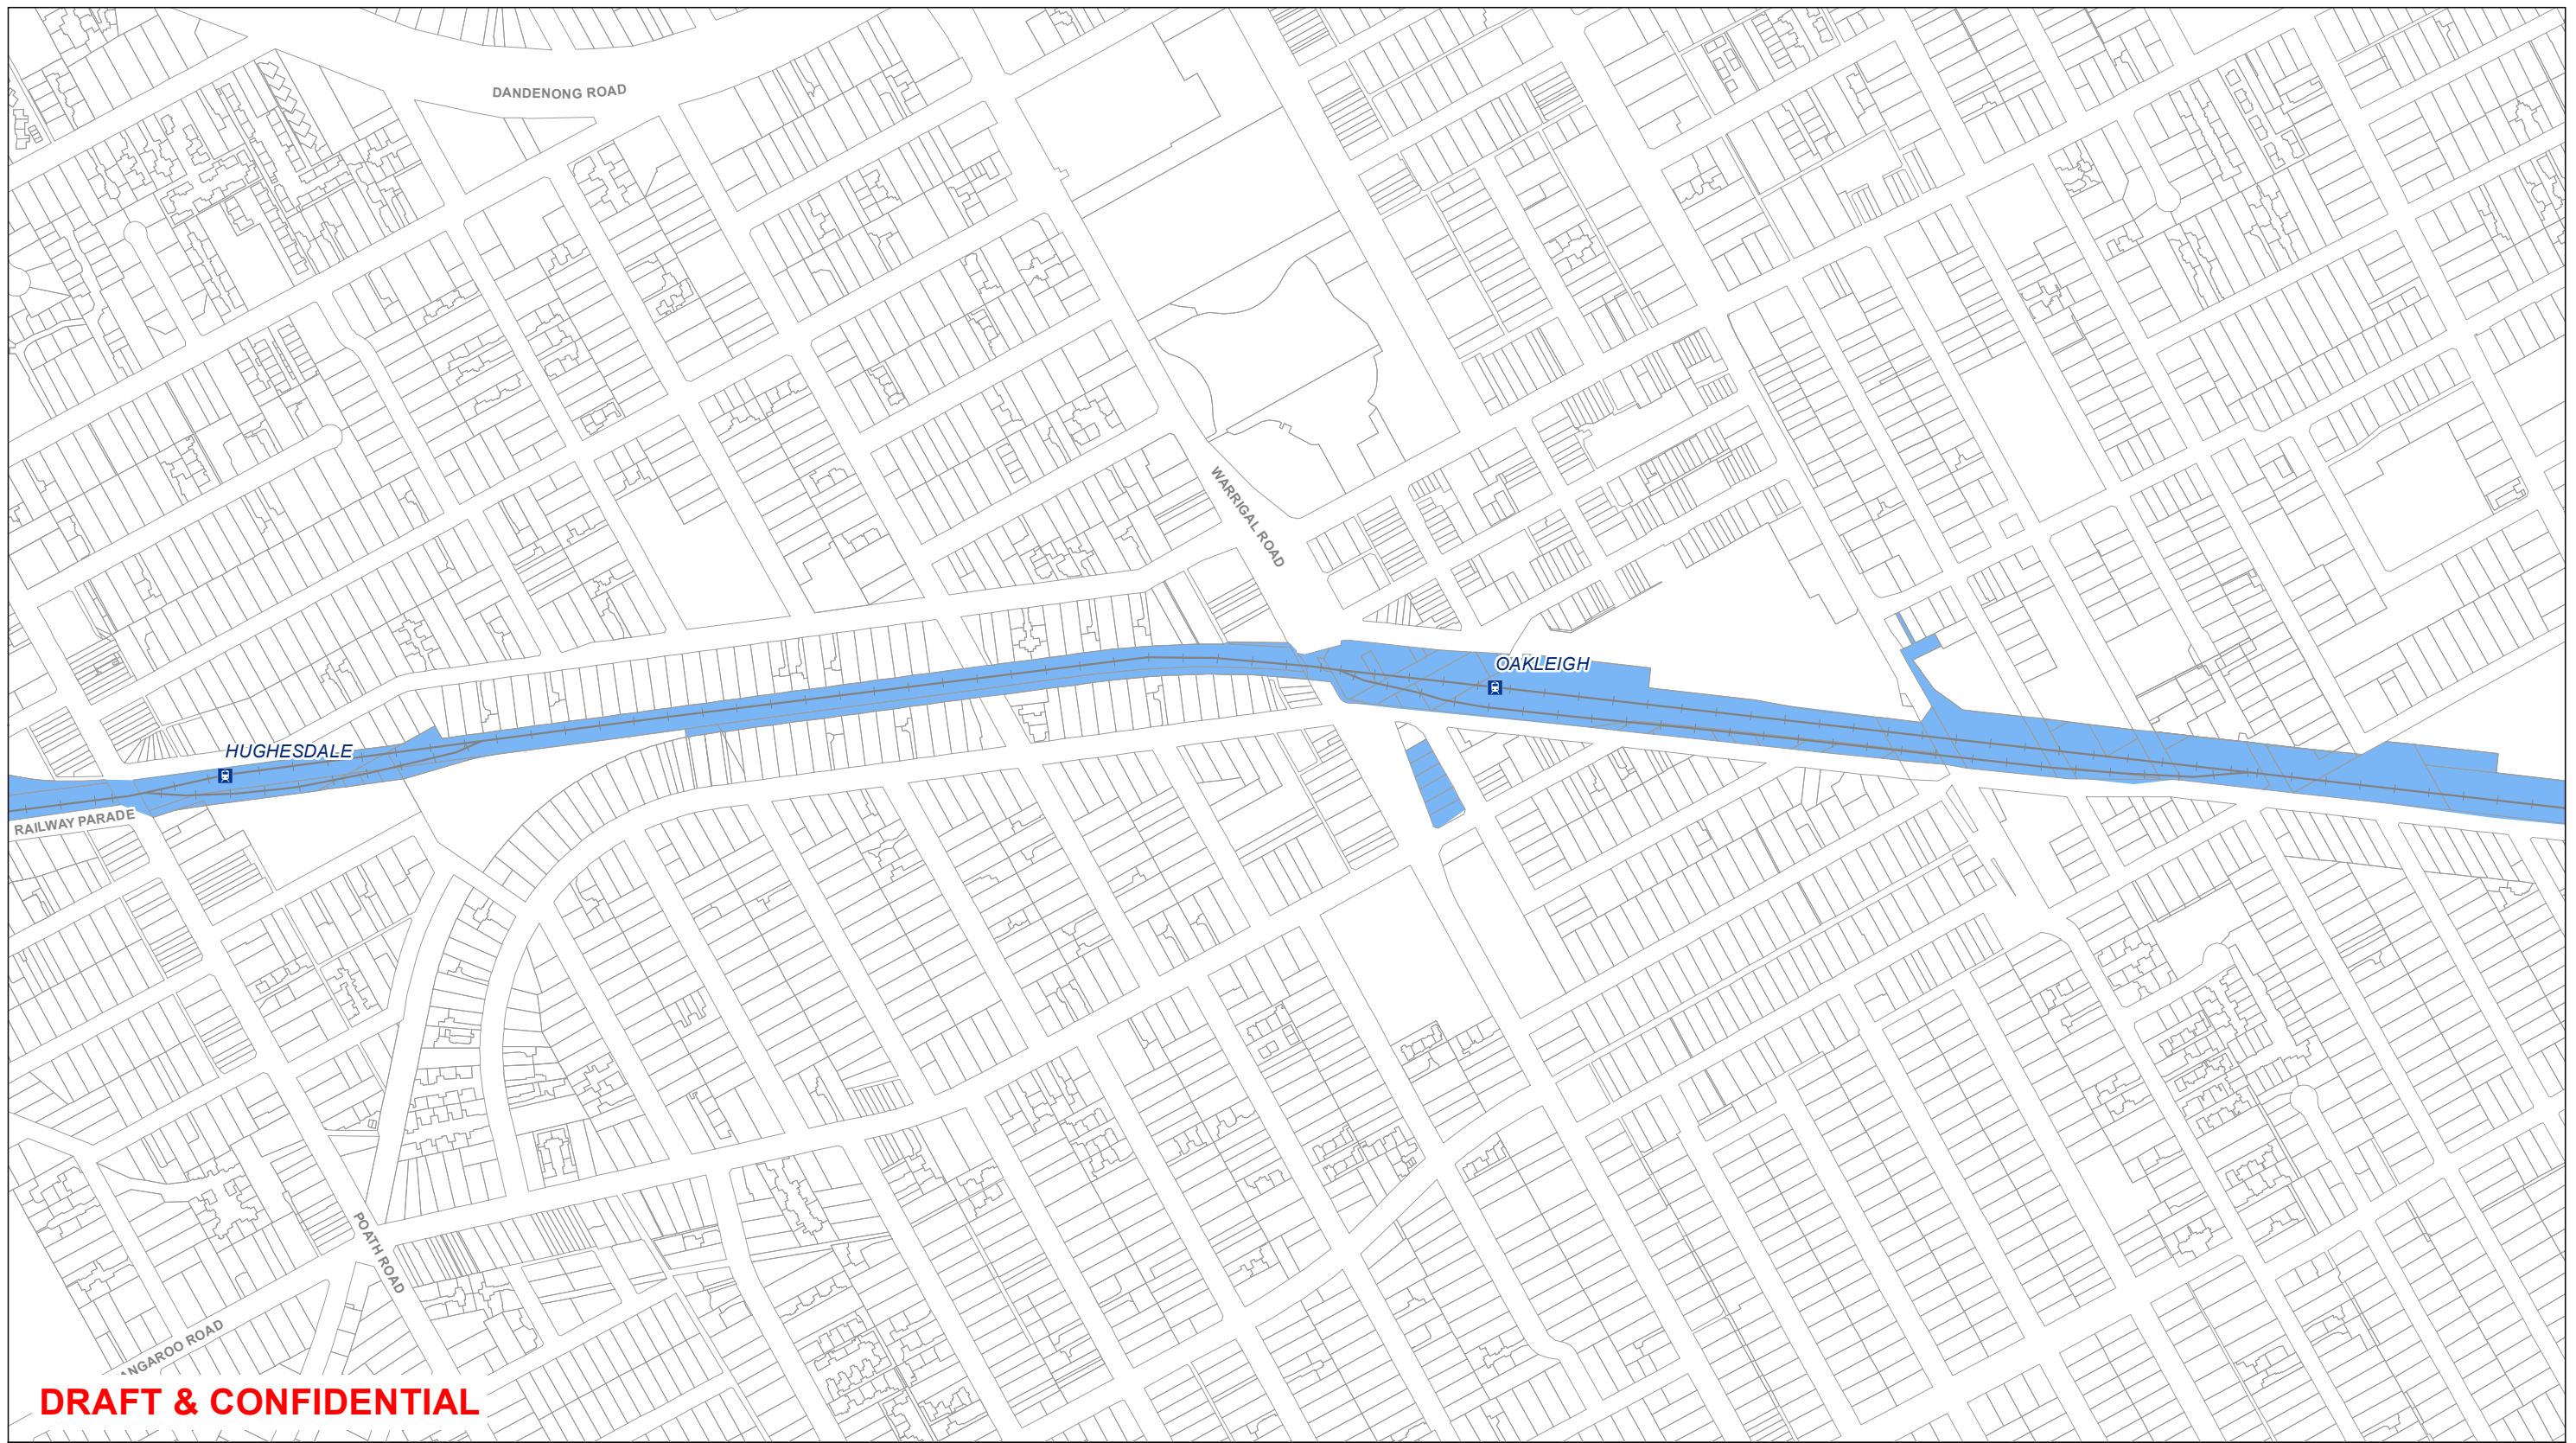 DANDENONG ROAD
WARRIGAL ROAD
OAKLEIGH
HUGHESDALE
RAILWAY PARADE
POATH ROAD
ANGAROO ROAD
DRAFT & CONFIDENTIAL